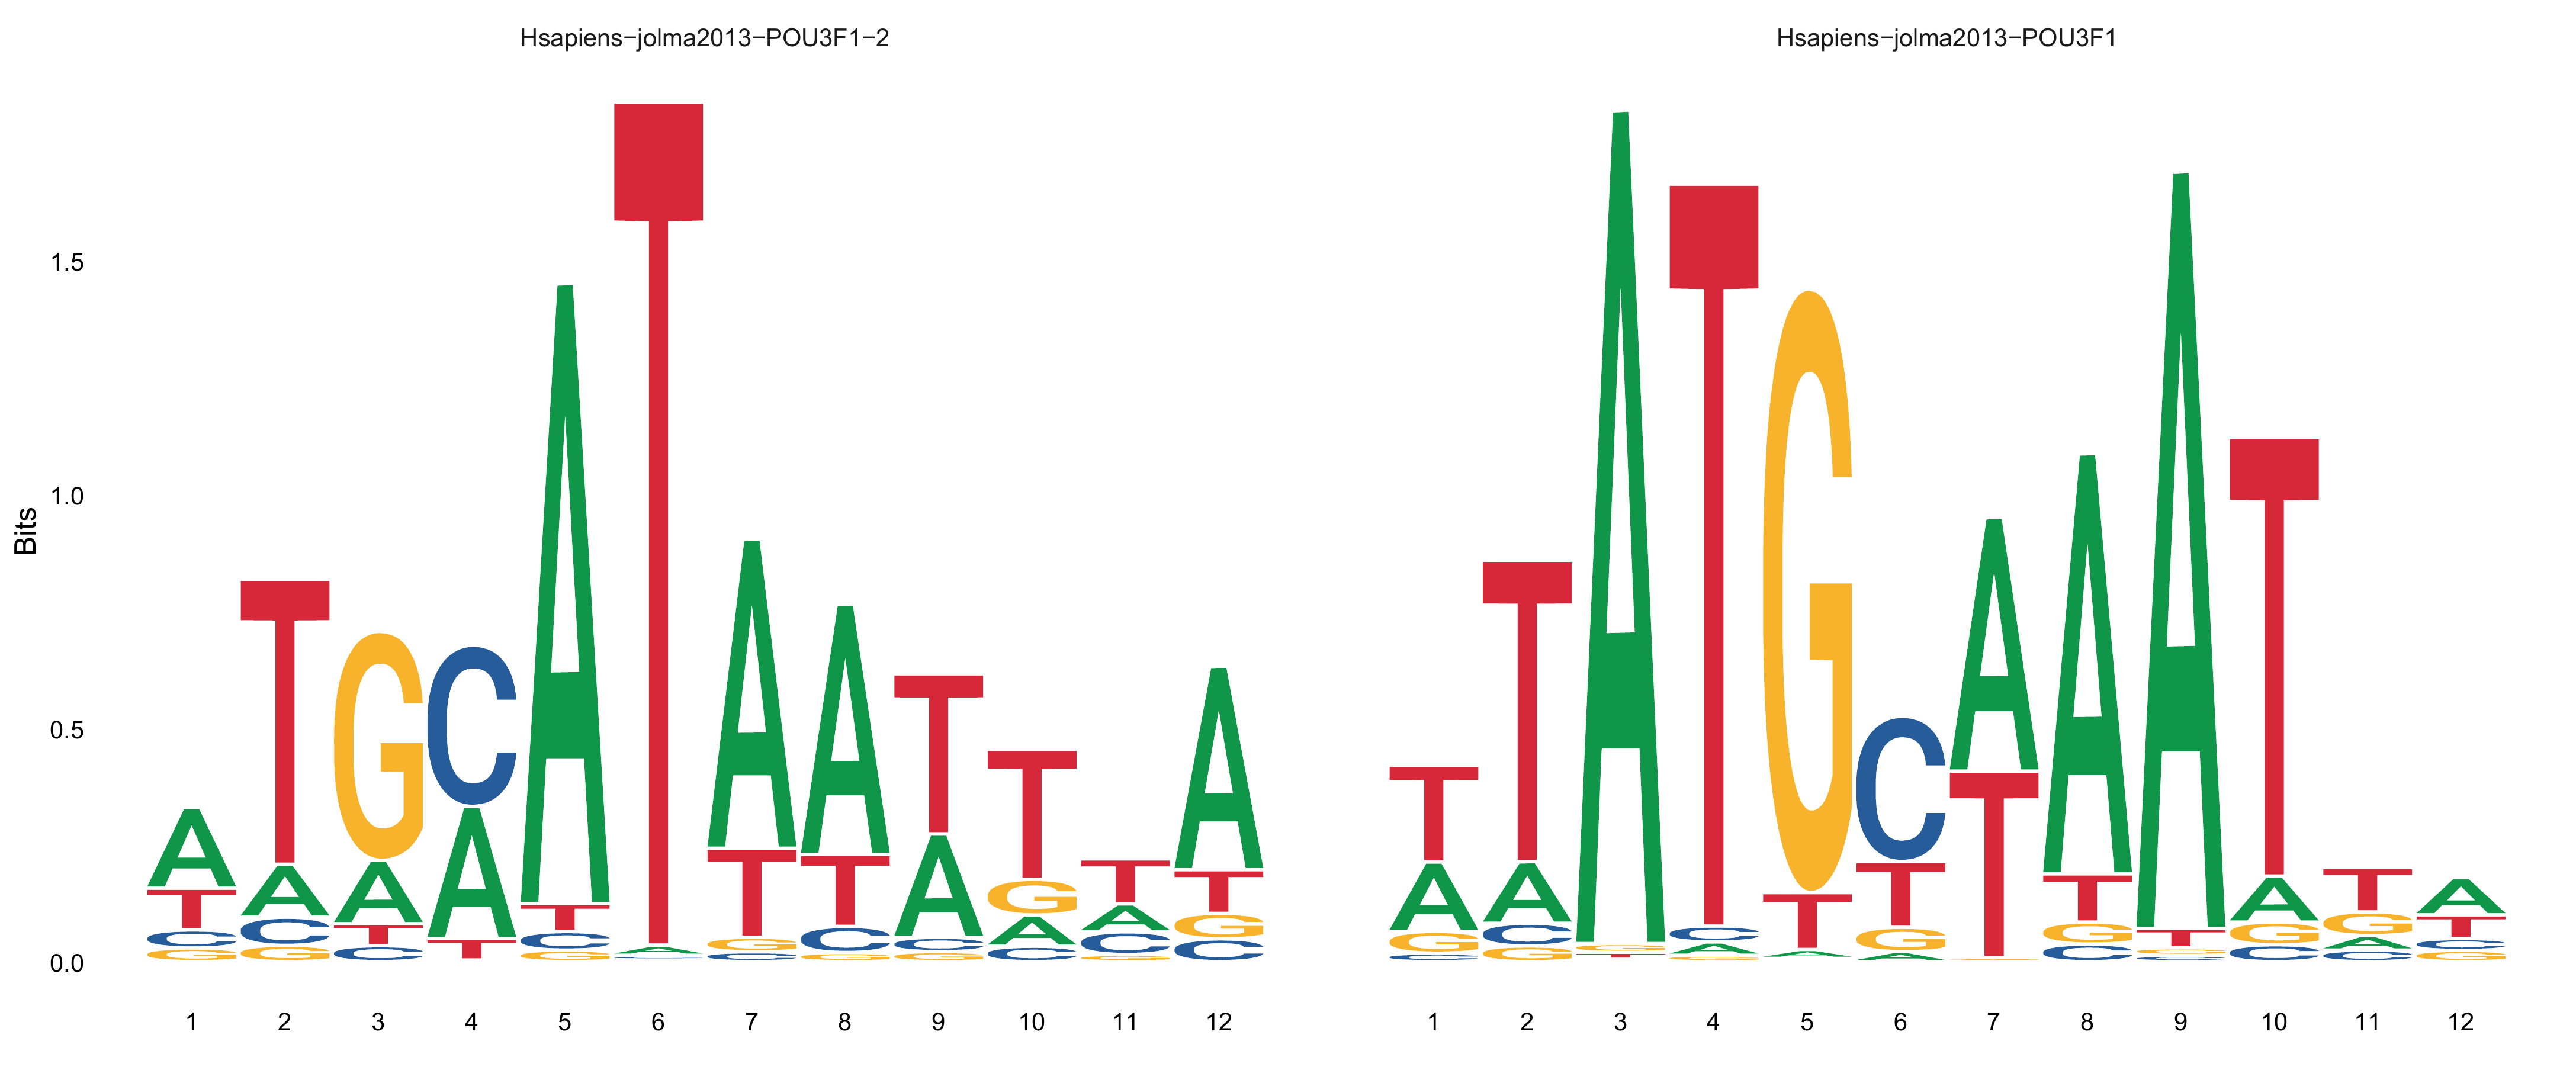 Hsapiens−jolma2013−POU3F1−2
Hsapiens−jolma2013−POU3F1
Bits
1.5
1.0
0.5
0.0
A T G C A T A A T T T A
T T A T G C A A A T T A
T A A A T A T T A G A T
A A G C T T T T T A G A
C C T T C G C C A C G
G C A T G G G G A T
G G C G C C G C G C
G G A A C G C C G
1 2 3 4 5 6 7 8 9 10 11 12
1 2 3 4 5 6 7 8 9 10 11 12